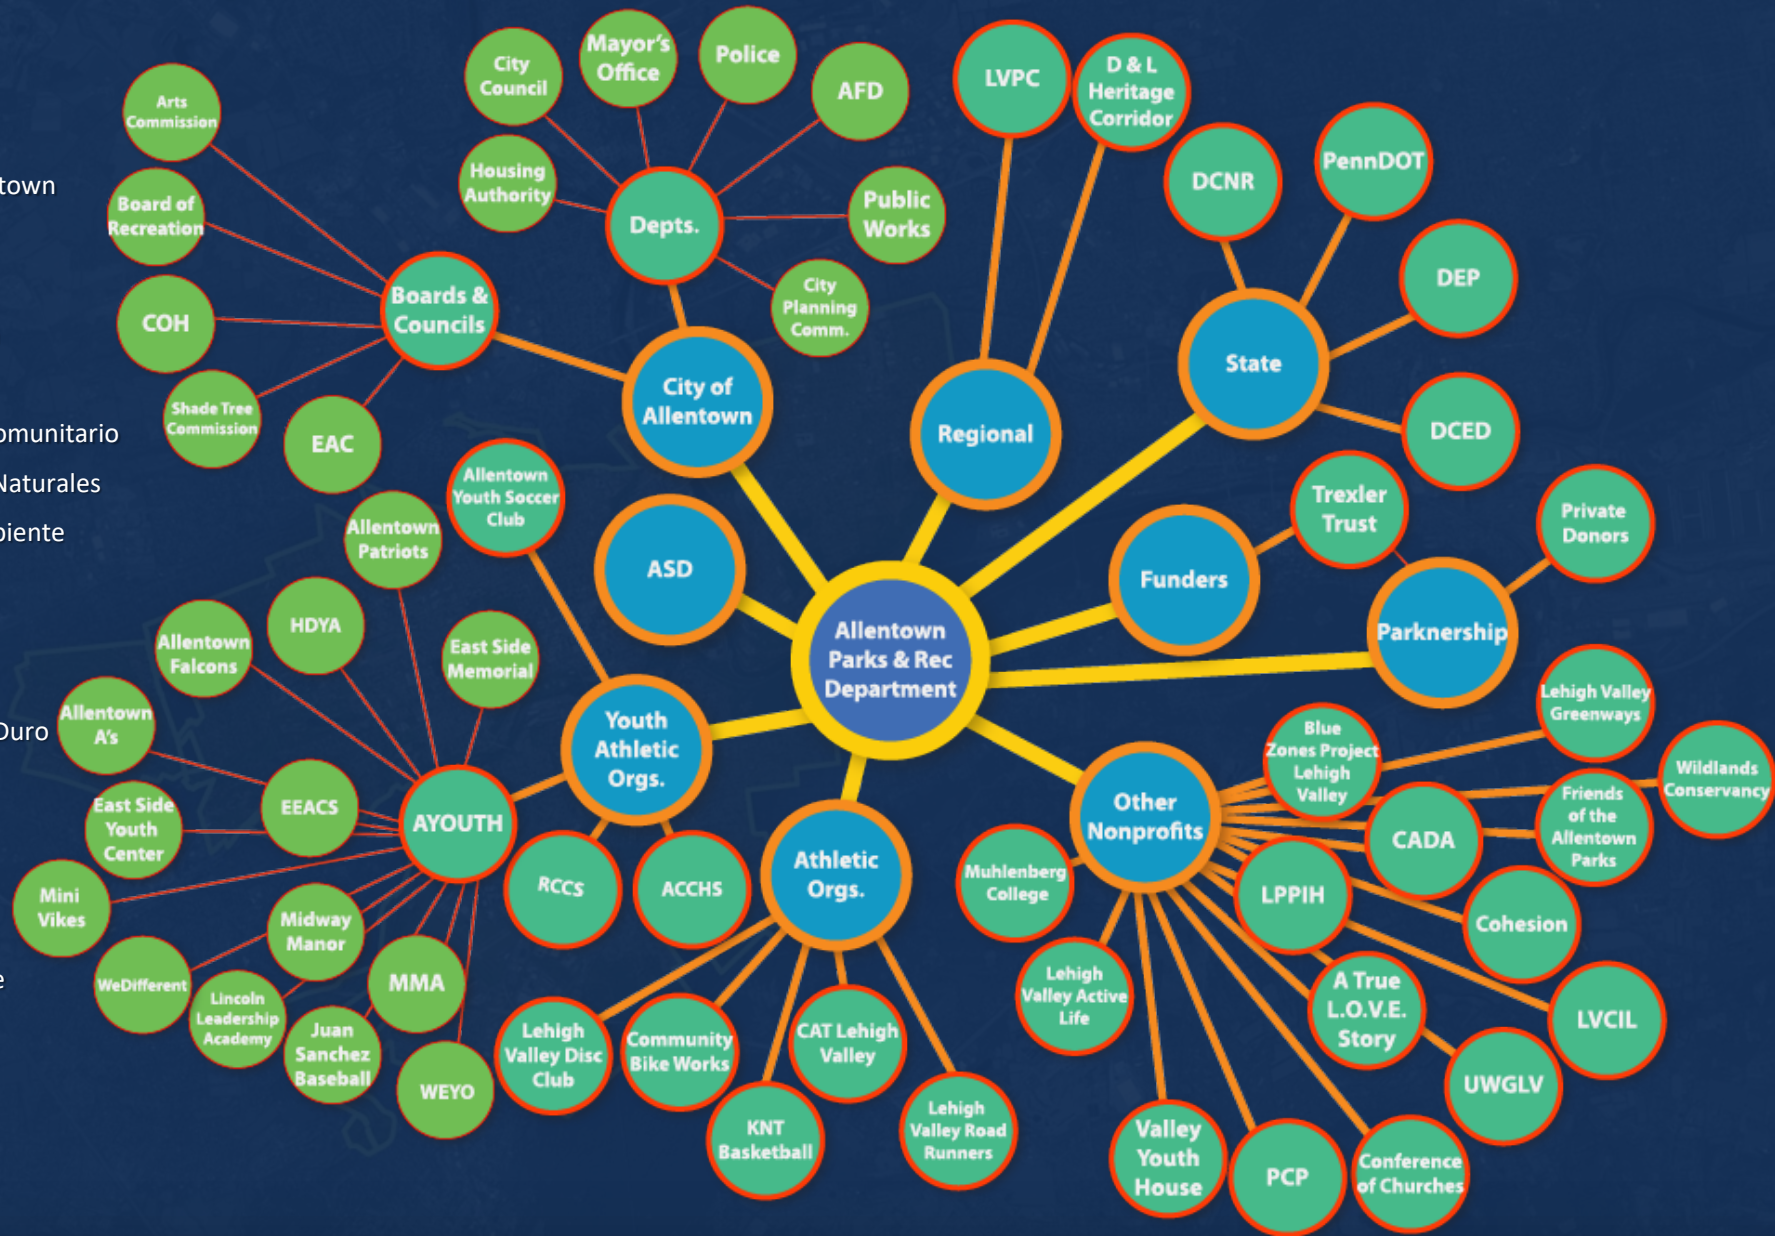 town
omunitario
Naturales
biente
Duro
e
Arts
Commission
Board of
Recreation
COH
Shade Tree
Commission
EAC
Boards &
Councils
City
Council
Mayor's
Office
Police
AFD
Housing
Authority
Depts.
Public
Works
City
Planning
Comm.
City of
Allentown
LVPC
D & L
Heritage
Corridor
Regional
DCNR
PennDOT
DEP
DCED
State
Allentown
Youth Soccer
Club
ASD
Allentown
Parks & Rec
Department
Funders
Trexler
Trust
Private
Donors
Parknership
Allentown
Patriots
HDYA
Allentown
Falcons
East Side
Memorial
Allentown
A's
EEACS
East Side
Youth
Center
AYOUTH
Mini
Vikes
Midway
Manor
WeDifferent
Lincoln
Leadership
Academy
MMA
Juan
Sanchez
Baseball
WEYO
Youth
Athletic
Orgs.
RCCS
ACCHS
Athletic
Orgs.
Lehigh
Valley Disc
Club
Community
Bike Works
KNT
Basketball
CAT Lehigh
Valley
Lehigh
Valley Road
Runners
Other
Nonprofits
Muhlenberg
College
Lehigh
Valley Active
Life
Valley
Youth
House
PCP
Conference
of Churches
Blue
Zones Project
Lehigh
Valley
Lehigh Valley
Greenways
Wildlands
Conservancy
CADA
Friends
of the
Allentown
Parks
LPPIH
Cohesion
A True
L.O.V.E.
Story
LVCIL
UWGLV